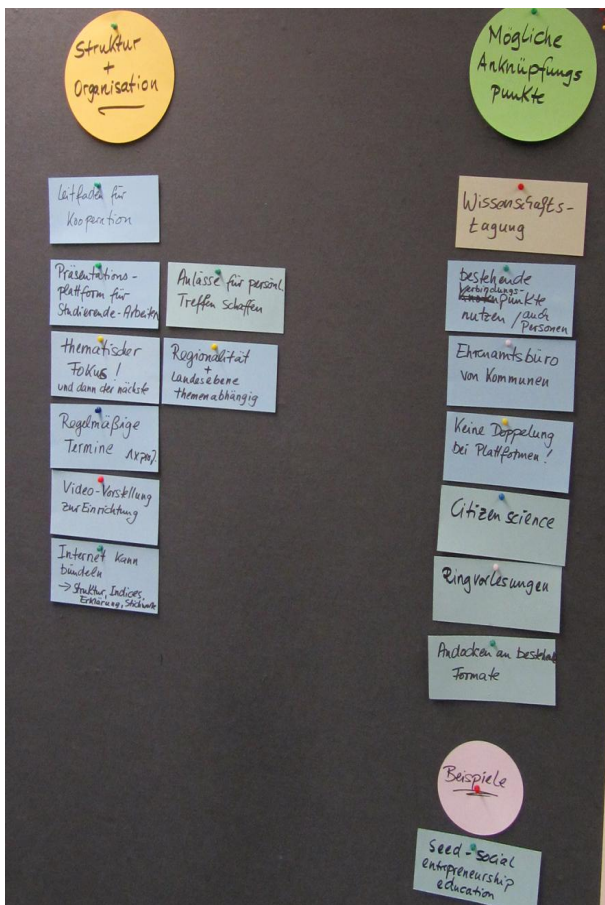 Struktur
+
Organisation
Leitfaden für
Kooperation
Präsentations-
plattform für
Studierende-Arbeiten
Anlässe für persönl.
Treffen schaffen
thematischer
Fokus!
und dann der nächste
Regionalität
+
Landesebene
themenabhängig
Regelmäßige
Termine
Video-Vorstellung
zur Einrichtung
Internet kann
bündeln
→ Struktur, Indices,
Erklärung, Stichworte
Mögliche
Anknüpfungs
punkte
Wissenschafts-
tagung
bestehende
Verbindungs-
punkte
nutzen / auch
Personen
Ehrenamtsbüro
von Kommunen
Keine Doppelung
bei Plattformen!
Citizen science
Ringvorlesungen
Andocken an bestehende
Formate
Beispiele
Seed - social
entrepreneurship
education